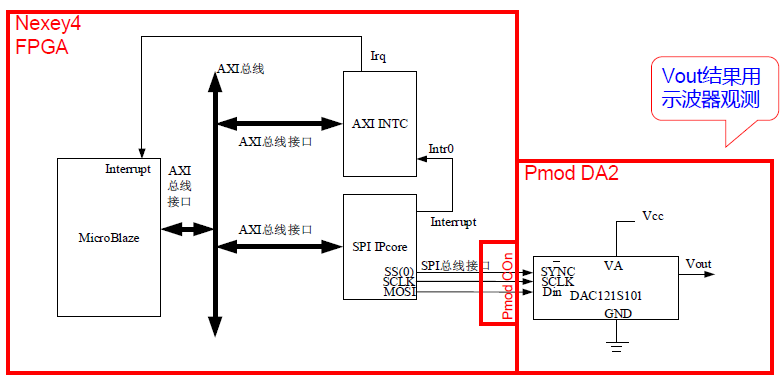 Nexey4
FPGA
Irq
AXI总线
AXI INTC
AXI总线接口
Intr0
Interrupt
AXI
总线
接口
MicroBlaze
AXI总线接口
Interrupt
SPI IPcore
SS(0)
SCLK
MOSI
SPI总线接口
Pmod COn
Vout结果用
示波器观测
Pmod DA2
Vcc
VA
SYNC
SCLK
Din
DAC121S101
GND
Vout